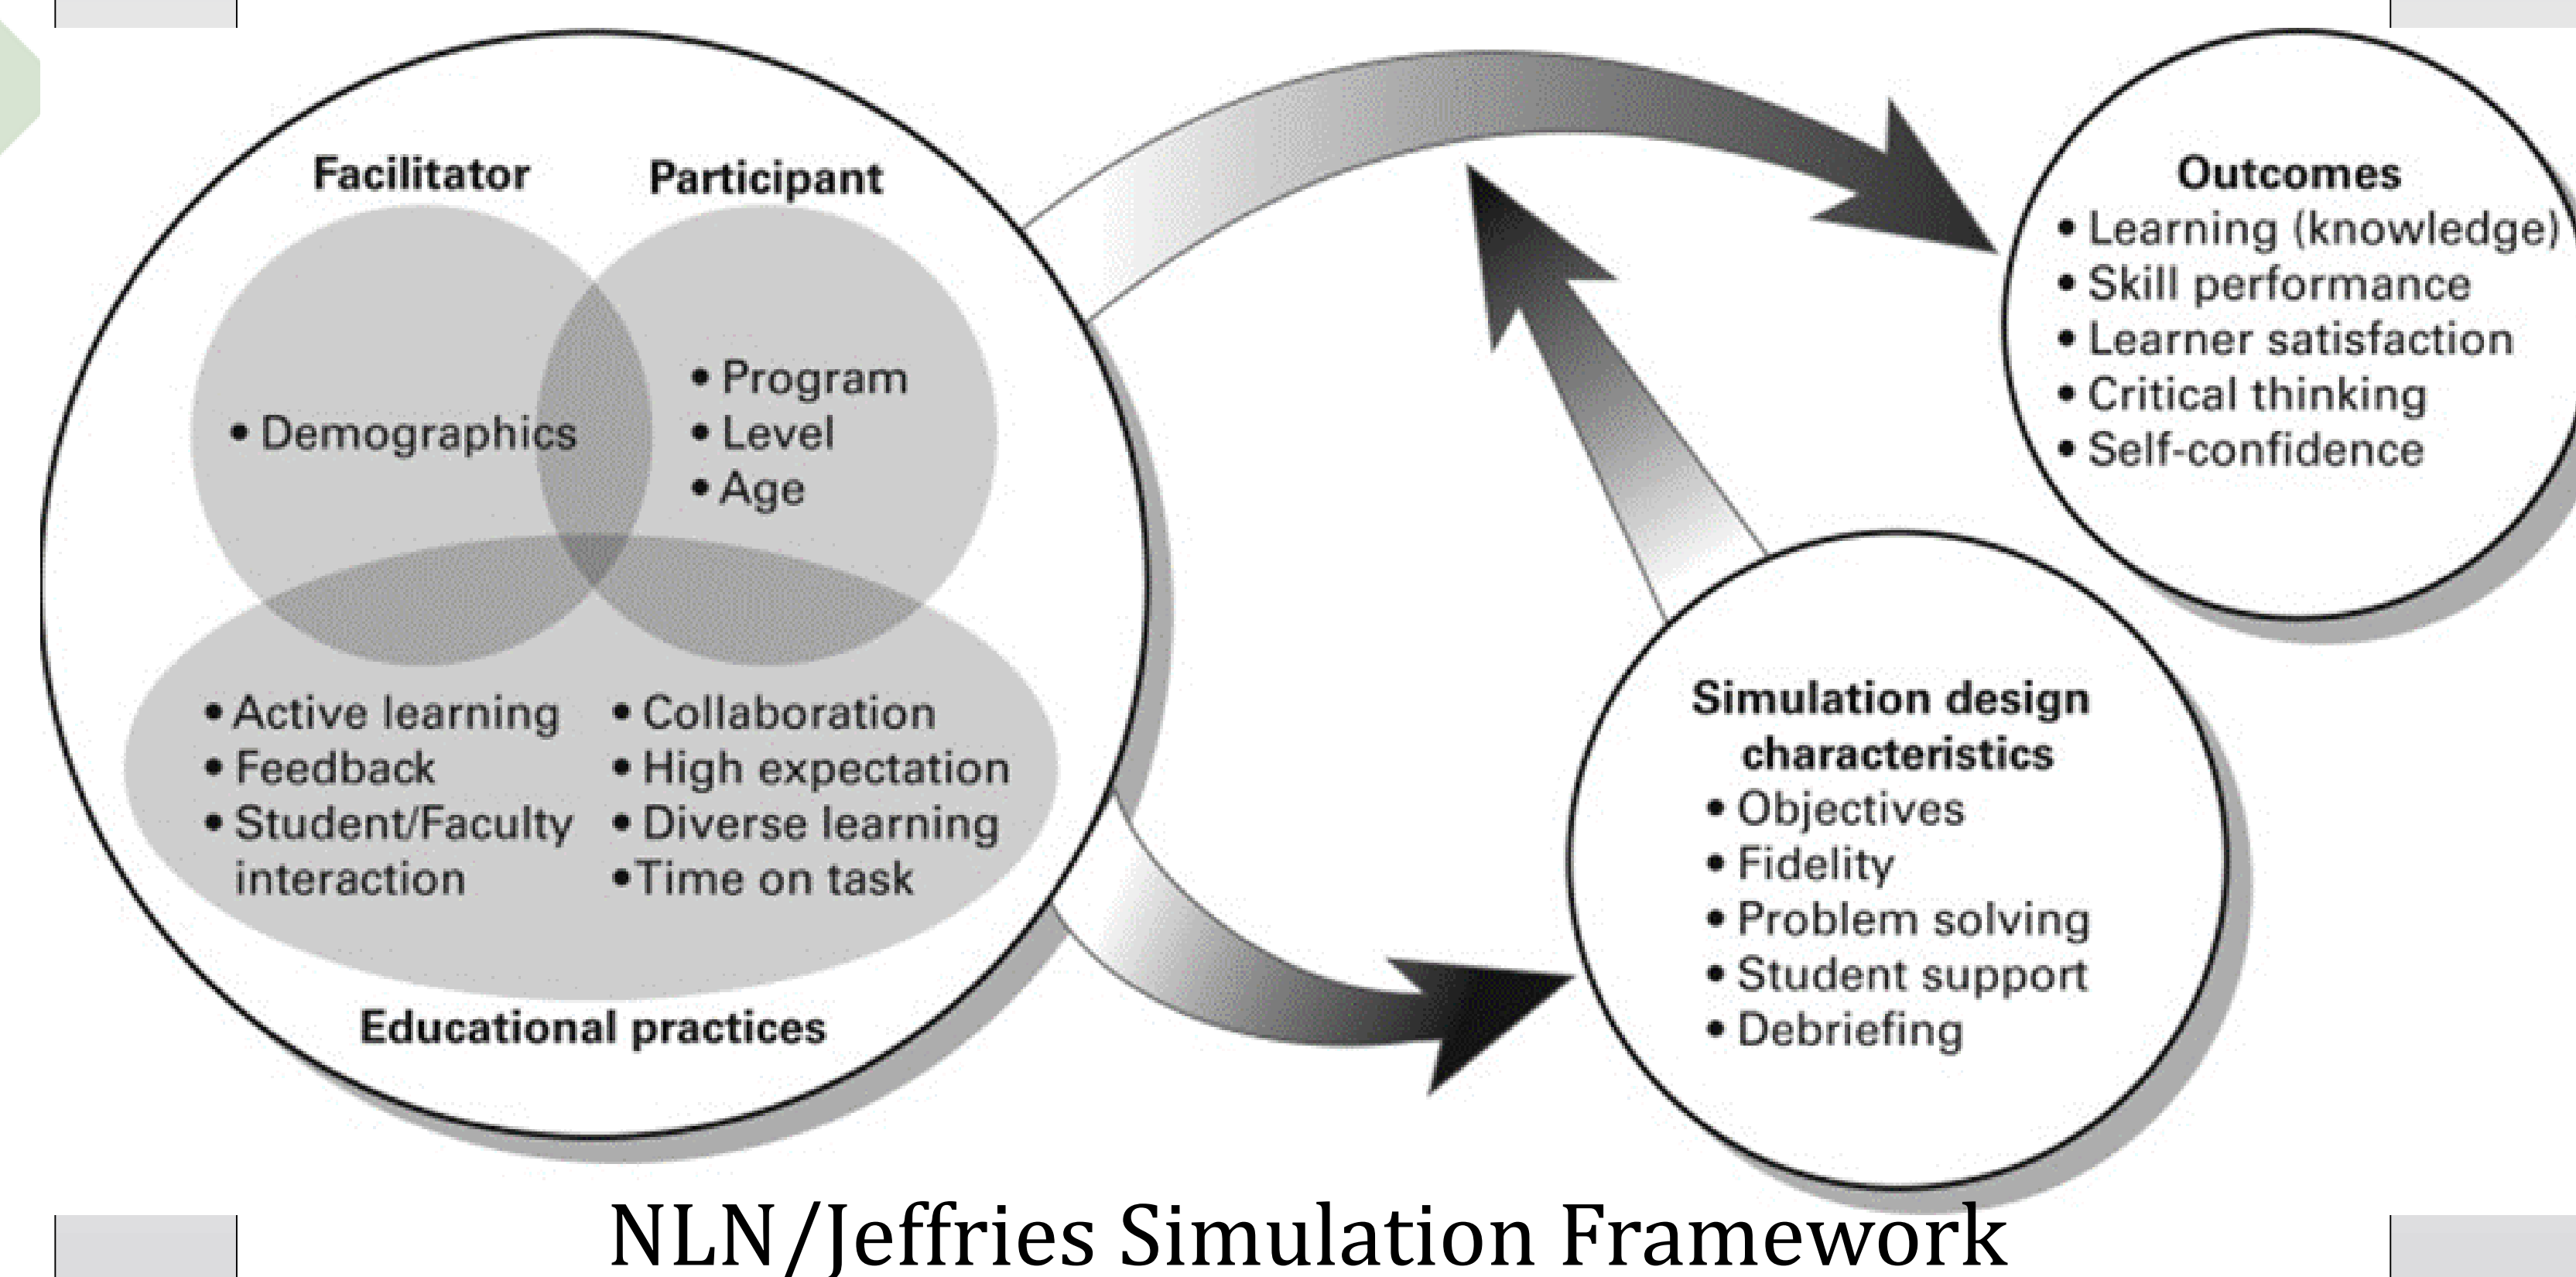 Facilitator
Participant
• Demographics
• Program
• Level
• Age
• Active learning
• Feedback
• Student/Faculty
interaction
• Collaboration
• High expectation
• Diverse learning
•Time on task
Educational practices
Outcomes
• Learning (knowledge)
• Skill performance
• Learner satisfaction
• Critical thinking
• Self-confidence
Simulation design
characteristics
• Objectives
• Fidelity
• Problem solving
• Student support
• Debriefing
NLN/Jeffries Simulation Framework